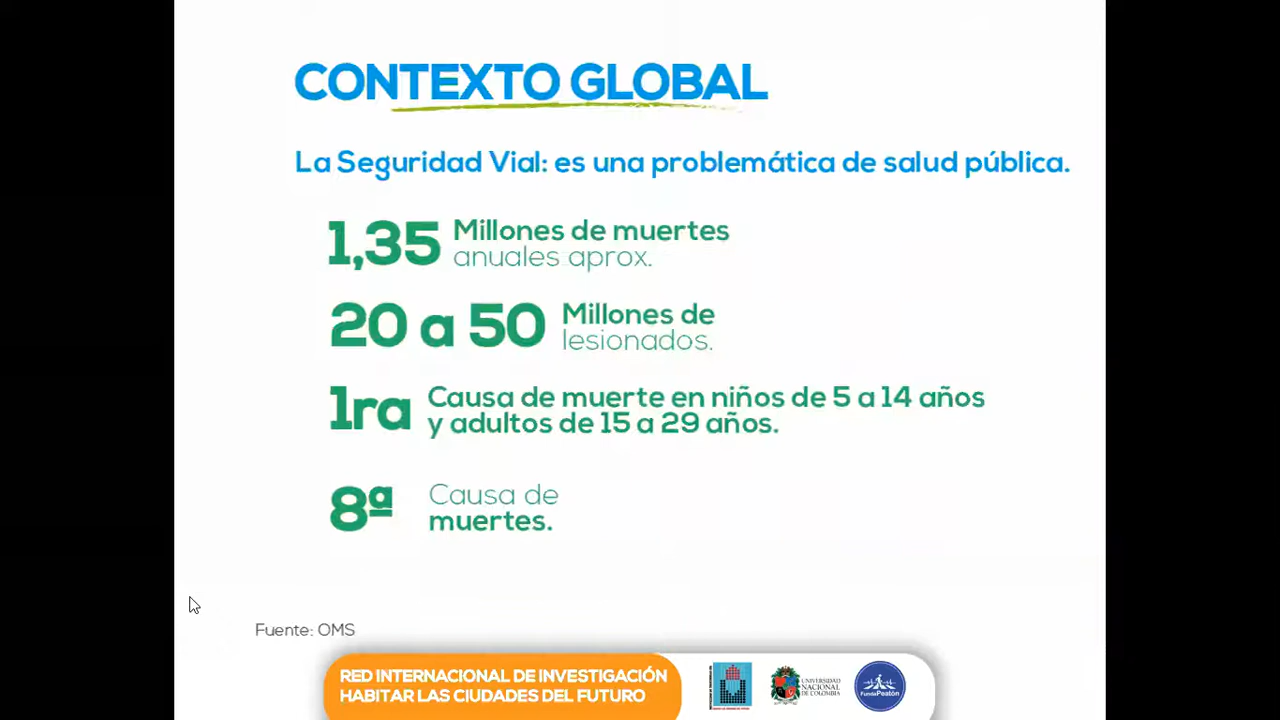 CONTEXTO GLOBAL
La Seguridad Vial: es una problemática de salud pública.
1,35 Millones de muertes
anuales aprox.
20 a 50 Millones de
lesionados.
1ra Causa de muerte en niños de 5 a 14 años
y adultos de 15 a 29 años.
8ª Causa de
muertes.
Fuente: OMS
RED INTERNACIONAL DE INVESTIGACIÓN
HABITAR LAS CIUDADES DEL FUTURO
UNIVERSIDAD
NACIONAL
DE COLOMBIA
FundaPeatón